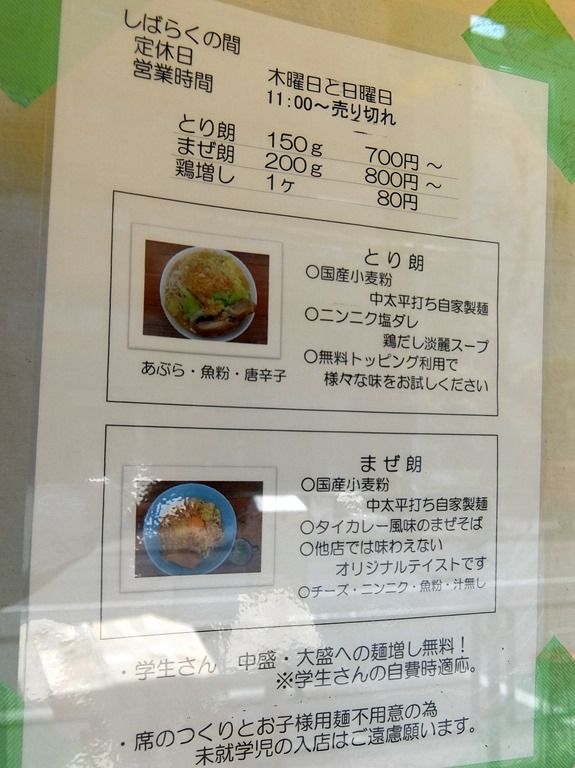 しばらくの間
定休日 木曜日と日曜日
営業時間 11:00～売り切れ
とり朗 150g 700円～
まぜ朗 200g 800円～
鶏増し 1ヶ 80円
とり朗
○国産小麦粉
中太平打ち自家製麺
○ニンニク塩ダレ
鶏だし淡麗スープ
○無料トッピング利用で
様々な味をお試しください
あぶら・魚粉・唐辛子
まぜ朗
○国産小麦粉
中太平打ち自家製麺
○タイカレー風味のまぜそば
○他店では味わえない
オリジナルテイストです
○チーズ・ニンニク・魚粉・汁無し
・学生さん 中盛・大盛への麺増し無料！
※学生さんの自費時適応。
・席のつくりとお子様用麺不用意の為
未就学児の入店はご遠慮願います。